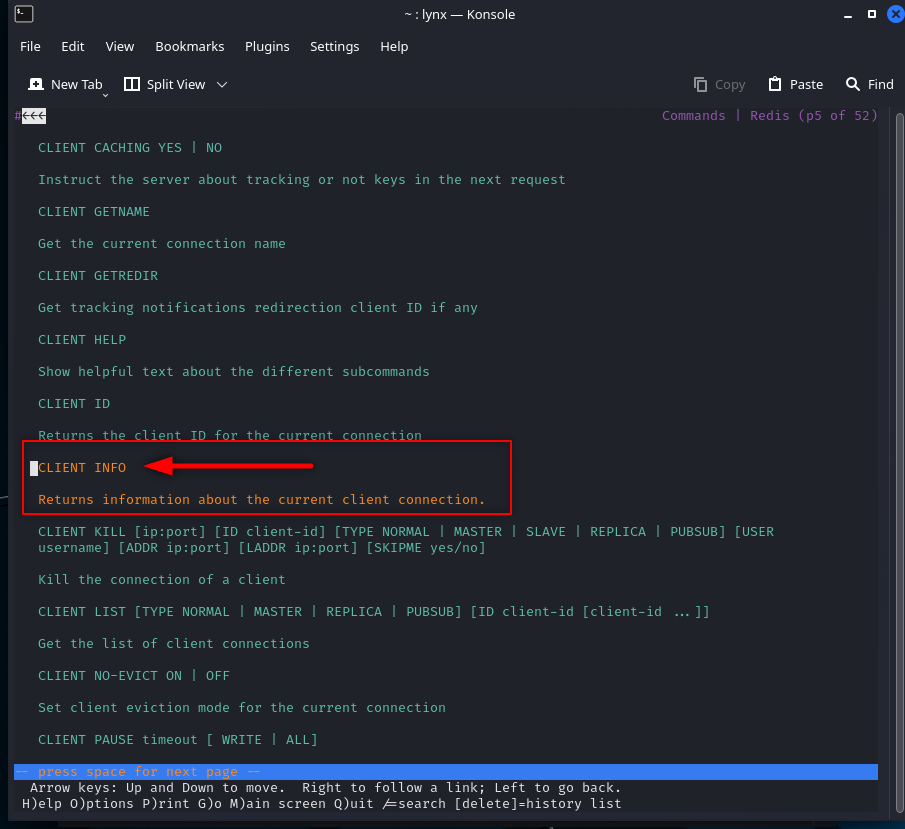 ~ : lynx — Konsole
File Edit View Bookmarks Plugins Settings Help
New Tab Split View Copy Paste Find
#<<< Commands | Redis (p5 of 52)
CLIENT CACHING YES | NO
Instruct the server about tracking or not keys in the next request
CLIENT GETNAME
Get the current connection name
CLIENT GETREDIR
Get tracking notifications redirection client ID if any
CLIENT HELP
Show helpful text about the different subcommands
CLIENT ID
Returns the client ID for the current connection
CLIENT INFO
Returns information about the current client connection.
CLIENT KILL [ip:port] [ID client-id] [TYPE NORMAL | MASTER | SLAVE | REPLICA | PUBSUB] [USER
username] [ADDR ip:port] [LADDR ip:port] [SKIPME yes/no]
Kill the connection of a client
CLIENT LIST [TYPE NORMAL | MASTER | REPLICA | PUBSUB] [ID client-id [client-id ...]]
Get the list of client connections
CLIENT NO-EVICT ON | OFF
Set client eviction mode for the current connection
CLIENT PAUSE timeout [ WRITE | ALL]
-- press space for next page --
Arrow keys: Up and Down to move. Right to follow a link; Left to go back.
H)elp O)ptions P)rint G)o M)ain screen Q)uit /=search [delete]=history list